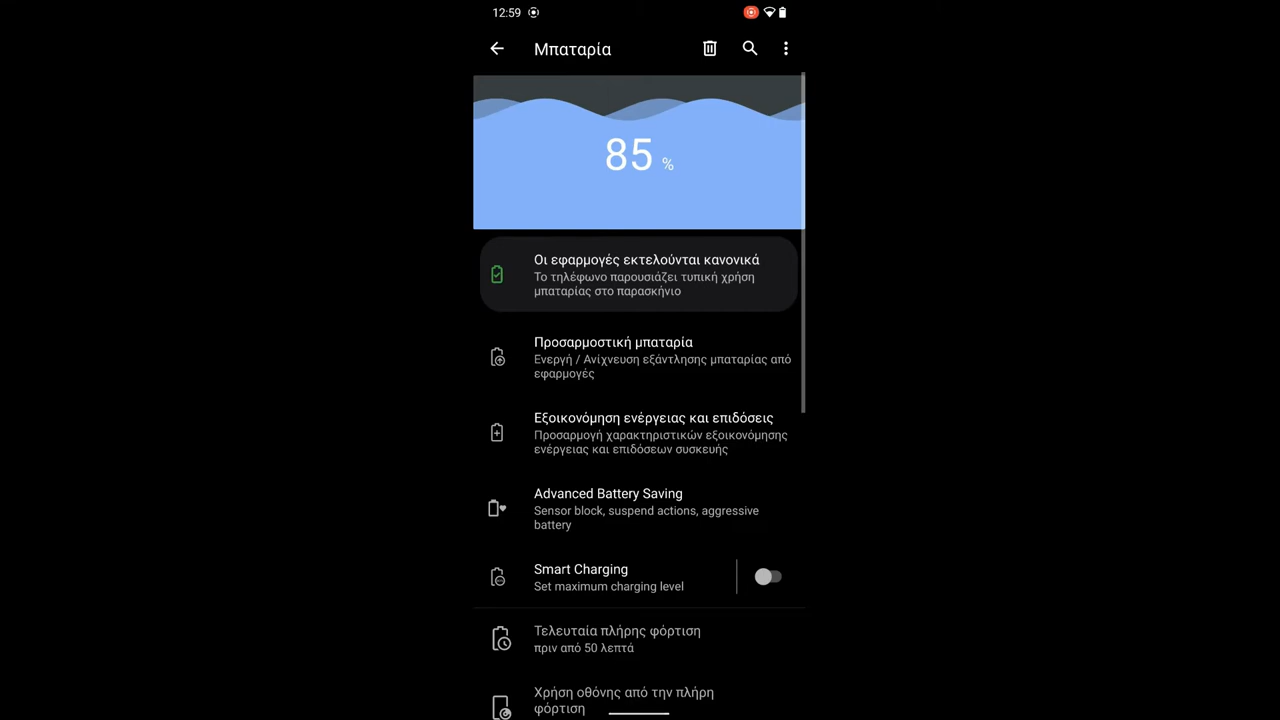 12:59
Μπαταρία
85 %
Οι εφαρμογές εκτελούνται κανονικά
Το τηλέφωνο παρουσιάζει τυπική χρήση
μπαταρίας στο παρασκήνιο
Προσαρμοστική μπαταρία
Ενεργή / Ανίχνευση εξάντλησης μπαταρίας από
εφαρμογές
Εξοικονόμηση ενέργειας και επιδόσεις
Προσαρμογή χαρακτηριστικών εξοικονόμησης
ενέργειας και επιδόσεων συσκευής
Advanced Battery Saving
Sensor block, suspend actions, aggressive
battery
Smart Charging
Set maximum charging level
Τελευταία πλήρης φόρτιση
πριν από 50 λεπτά
Χρήση οθόνης από την πλήρη
φόρτιση